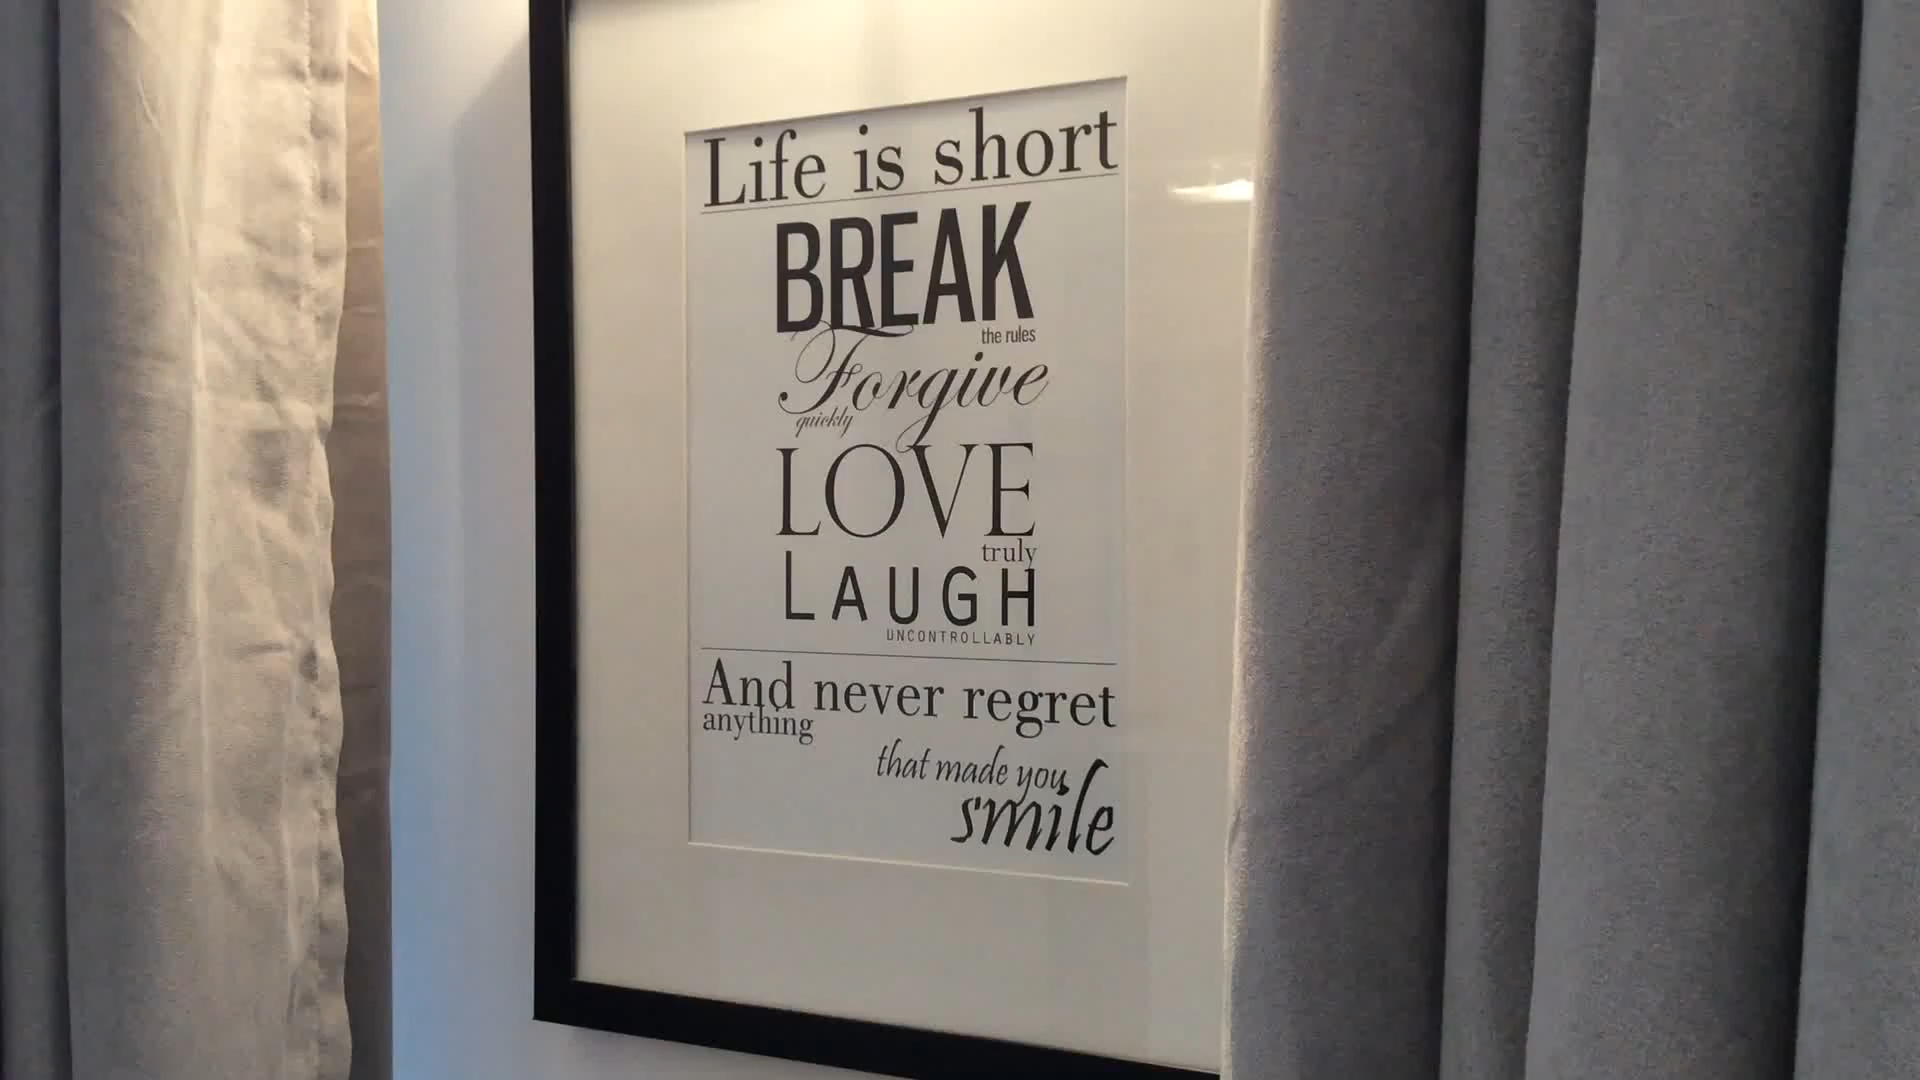 Life is short
BREAK
the rules
Forgive
quickly
LOVE
truly
LAUGH
UNCONTROLLABLY
And never regret
anything
that made you
smile